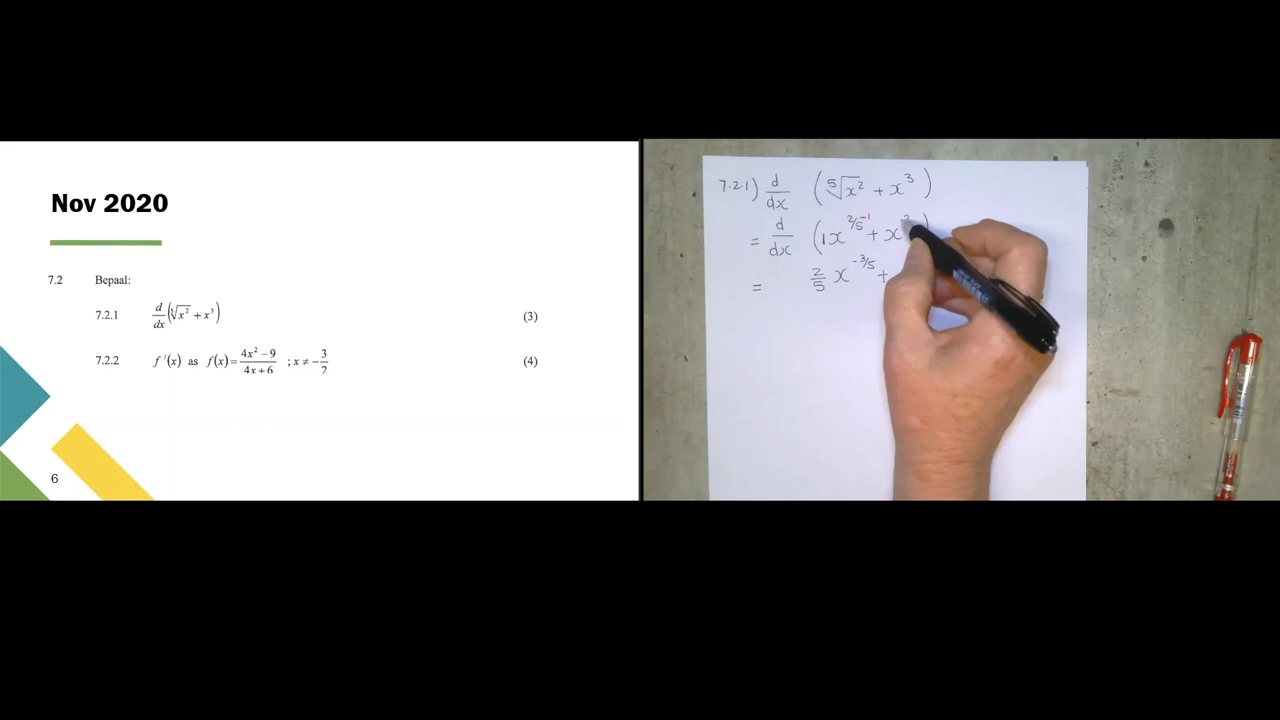 Nov 2020
7.2 Bepaal:
7.2.1 d/dx(⁵√x² + x³) (3)
7.2.2 f '(x) as f(x) = (4x² − 9)/(4x + 6) ; x ≠ −3/2 (4)
6
7.2.1) d/dx (⁵√x² + x³)
= d/dx (1x^(2/5 −1) + x
= 2/5 x^(−3/5) +